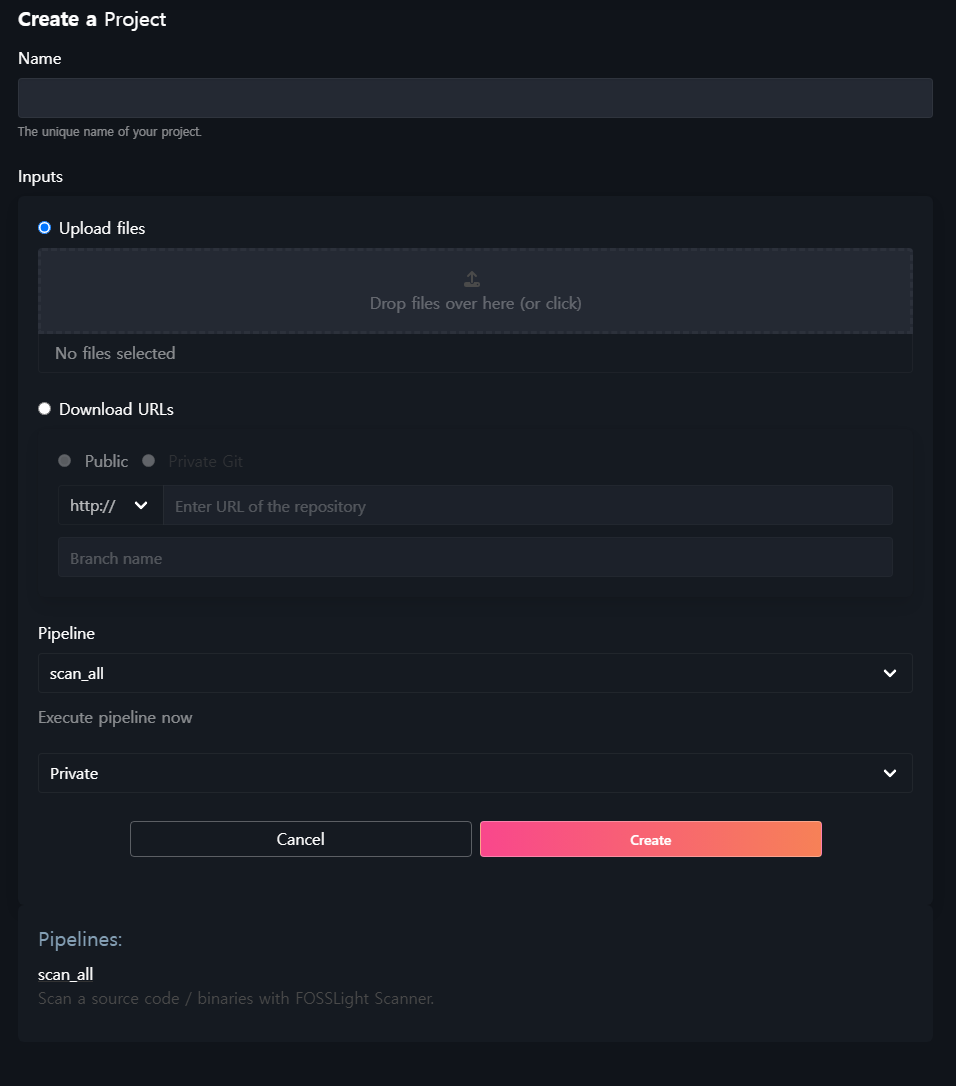 Create a Project
Name
The unique name of your project.
Inputs
Upload files
Drop files over here (or click)
No files selected
Download URLs
Public Private Git
http:// Enter URL of the repository
Branch name
Pipeline
scan_all
Execute pipeline now
Private
Cancel Create
Pipelines:
scan_all
Scan a source code / binaries with FOSSLight Scanner.